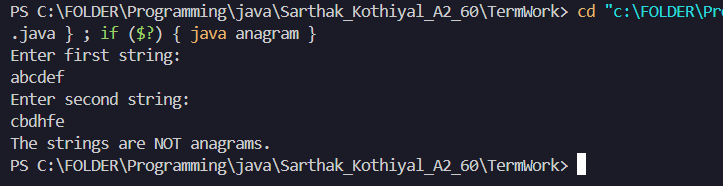 PS C:\FOLDER\Programming\java\Sarthak_Kothiyal_A2_60\TermWork> cd "c:\FOLDER\Pro
.java } ; if ($?) { java anagram }
Enter first string:
abcdef
Enter second string:
cbdhfe
The strings are NOT anagrams.
PS C:\FOLDER\Programming\java\Sarthak_Kothiyal_A2_60\TermWork>